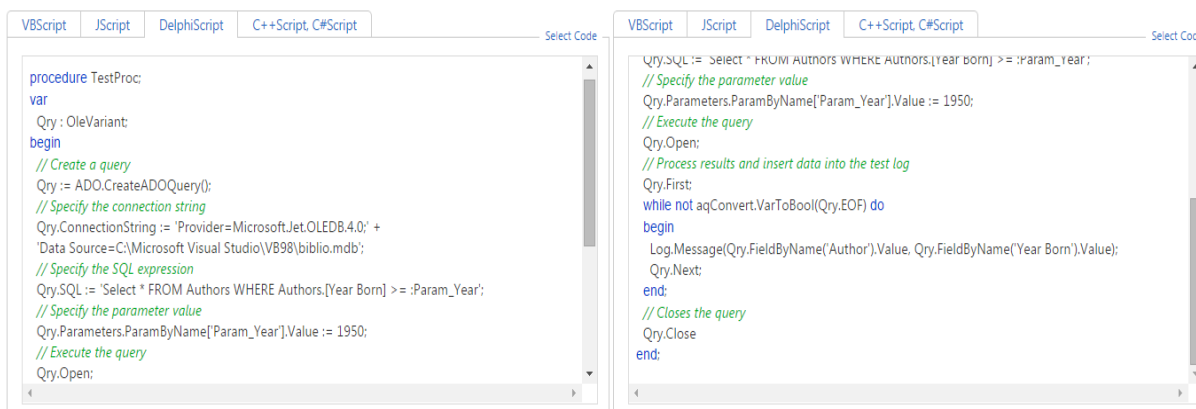 VBScript JScript DelphiScript C++Script, C#Script
Select Code
procedure TestProc;
var
Qry : OleVariant;
begin
// Create a query
Qry := ADO.CreateADOQuery();
// Specify the connection string
Qry.ConnectionString := 'Provider=Microsoft.Jet.OLEDB.4.0;' +
'Data Source=C:\Microsoft Visual Studio\VB98\biblio.mdb';
// Specify the SQL expression
Qry.SQL := 'Select * FROM Authors WHERE Authors.[Year Born] >= :Param_Year';
// Specify the parameter value
Qry.Parameters.ParamByName['Param_Year'].Value := 1950;
// Execute the query
Qry.Open;
VBScript JScript DelphiScript C++Script, C#Script
Select Cod
Qry.SQL := 'Select * FROM Authors WHERE Authors.[Year Born] >= :Param_Year';
// Specify the parameter value
Qry.Parameters.ParamByName['Param_Year'].Value := 1950;
// Execute the query
Qry.Open;
// Process results and insert data into the test log
Qry.First;
while not aqConvert.VarToBool(Qry.EOF) do
begin
Log.Message(Qry.FieldByName('Author').Value, Qry.FieldByName('Year Born').Value);
Qry.Next;
end;
// Closes the query
Qry.Close
end;